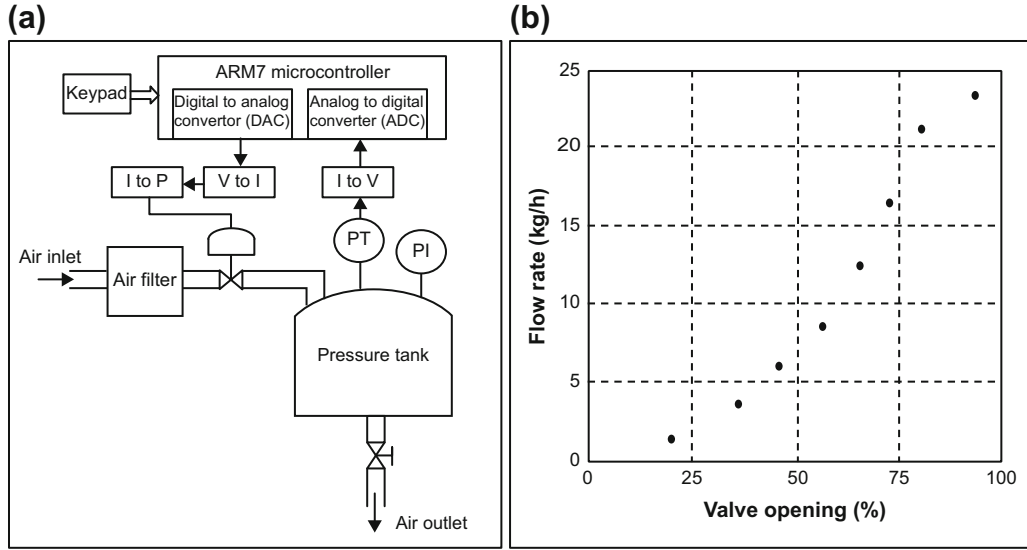 (a)
ARM7 microcontroller
Keypad
Digital to analog
convertor (DAC)
Analog to digital
converter (ADC)
I to P
V to I
I to V
PT
PI
Air inlet
Air filter
Pressure tank
Air outlet
(b)
25
20
15
10
5
0
Flow rate (kg/h)
0
25
50
75
100
Valve opening (%)